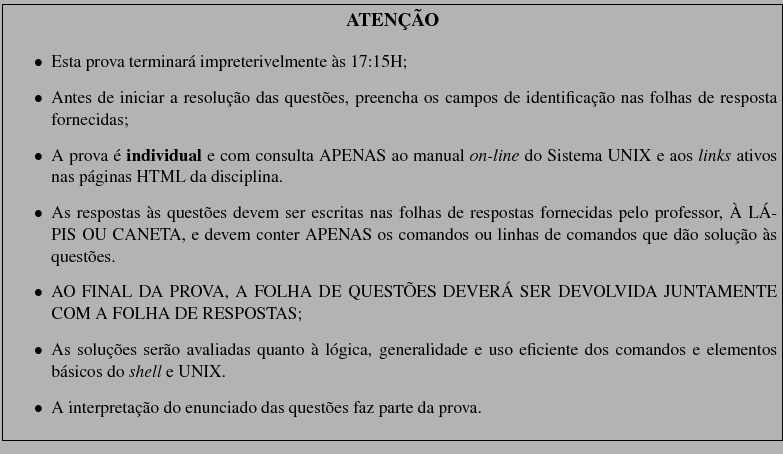 ATENÇÃO
• Esta prova terminará impreterivelmente às 17:15H;
• Antes de iniciar a resolução das questões, preencha os campos de identificação nas folhas de resposta
fornecidas;
• A prova é individual e com consulta APENAS ao manual on-line do Sistema UNIX e aos links ativos
nas páginas HTML da disciplina.
• As respostas às questões devem ser escritas nas folhas de respostas fornecidas pelo professor, À LÁ-
PIS OU CANETA, e devem conter APENAS os comandos ou linhas de comandos que dão solução às
questões.
• AO FINAL DA PROVA, A FOLHA DE QUESTÕES DEVERÁ SER DEVOLVIDA JUNTAMENTE
COM A FOLHA DE RESPOSTAS;
• As soluções serão avaliadas quanto à lógica, generalidade e uso eficiente dos comandos e elementos
básicos do shell e UNIX.
• A interpretação do enunciado das questões faz parte da prova.